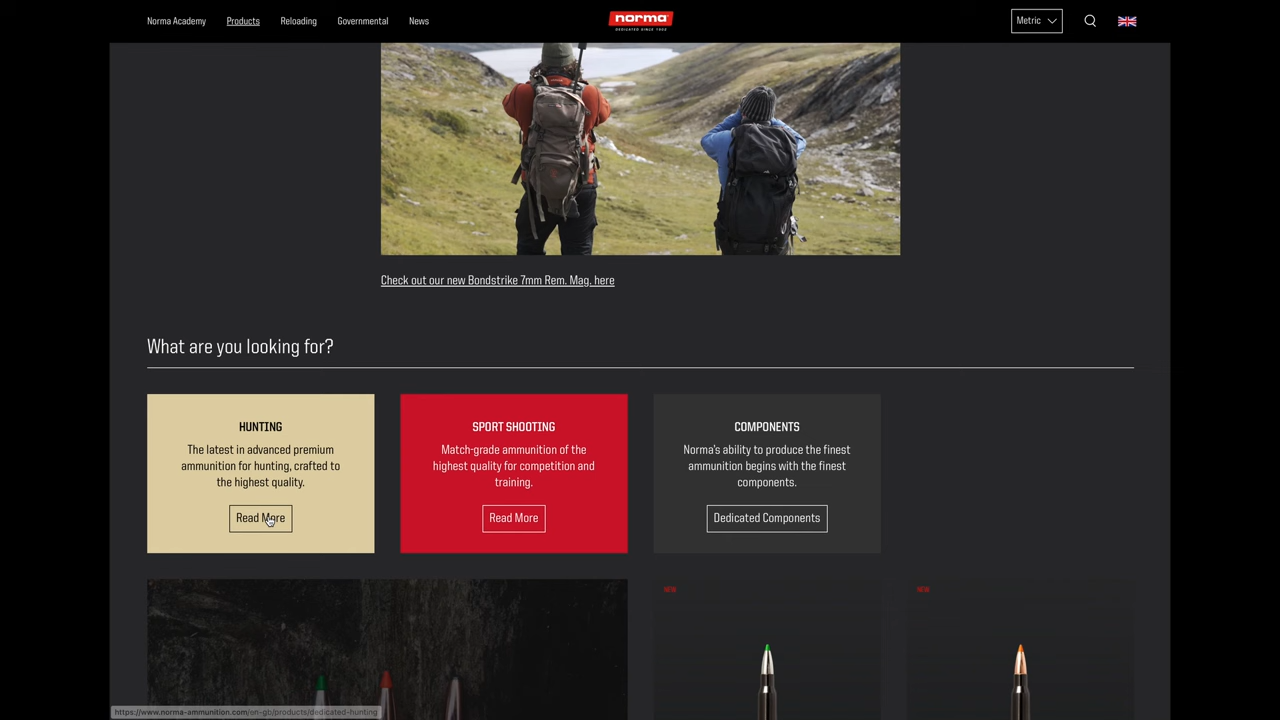 Norma Academy
Products
Reloading
Governmental
News
norma
DEDICATED SINCE 1902
Metric
Check out our new Bondstrike 7mm Rem. Mag. here
What are you looking for?
HUNTING
The latest in advanced premium
ammunition for hunting, crafted to
the highest quality.
Read More
SPORT SHOOTING
Match-grade ammunition of the
highest quality for competition and
training.
Read More
COMPONENTS
Norma's ability to produce the finest
ammunition begins with the finest
components.
Dedicated Components
NEW
NEW
https://www.norma-ammunition.com/en-gb/products/dedicated-hunting